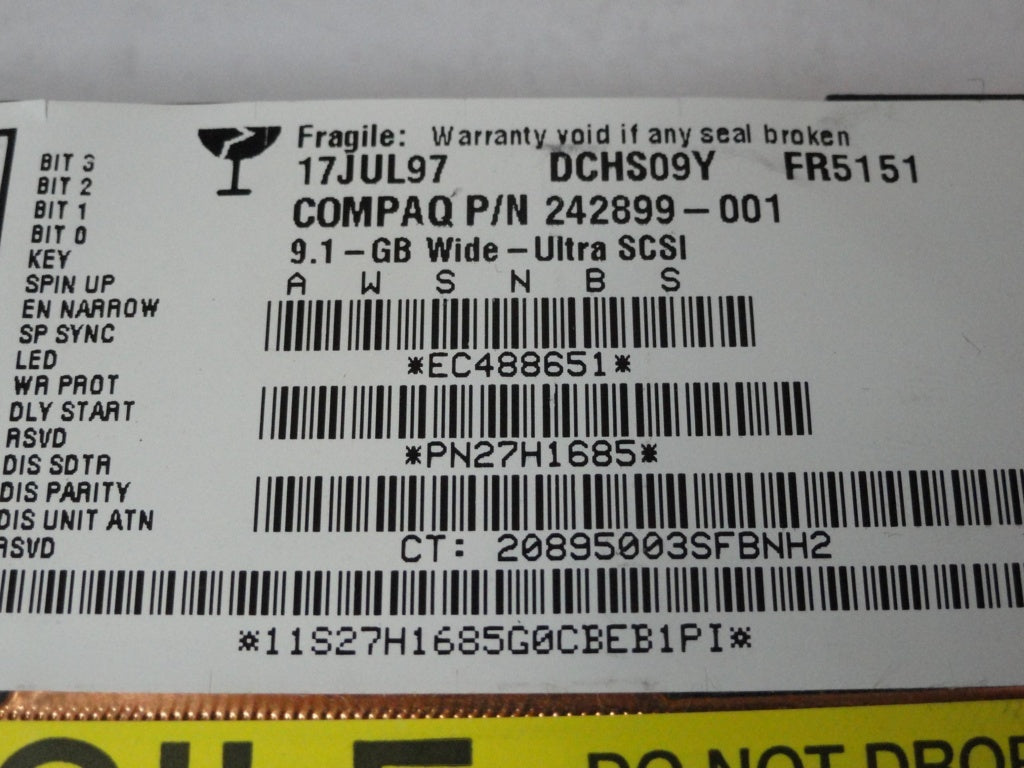 Fragile: Warranty void if any seal broken
17JUL97 DCHS09Y FR5151
COMPAQ P/N 242899-001
9.1-GB Wide-Ultra SCSI
A W S N B S
*EC488651*
*PN27H1685*
CT: 20895003SFBNH2
*11S27H1685G0CBEB1PI*
BIT 3
BIT 2
BIT 1
BIT 0
KEY
SPIN UP
EN NARROW
SP SYNC
LED
WR PROT
DLY START
RSVD
DIS SDTR
DIS PARITY
DIS UNIT ATN
RSVD
DO NOT DROP